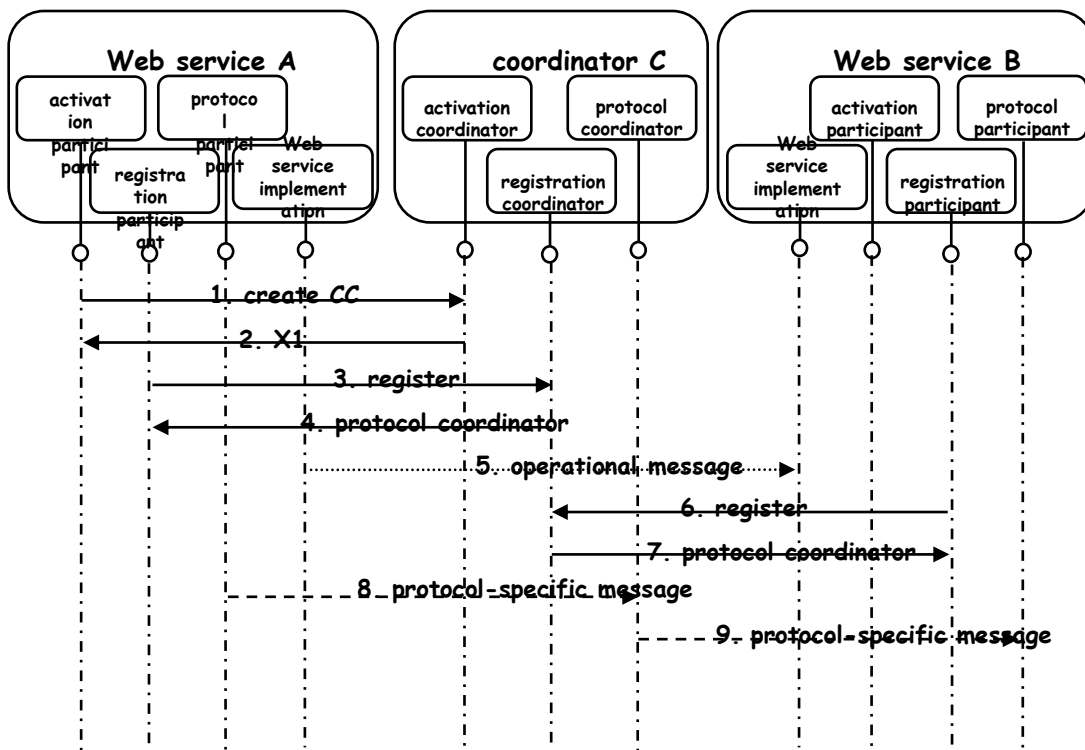 Web service A
activat
ion
partici
pant
protoco
l
partici
pant
registra
tion
particip
ant
Web
service
implement
ation
coordinator C
activation
coordinator
protocol
coordinator
registration
coordinator
Web service B
Web
service
implement
ation
activation
participant
protocol
participant
registration
participant
1. create CC
2. X1
3. register
4. protocol coordinator
5. operational message
6. register
7. protocol coordinator
8. protocol-specific message
9. protocol-specific message